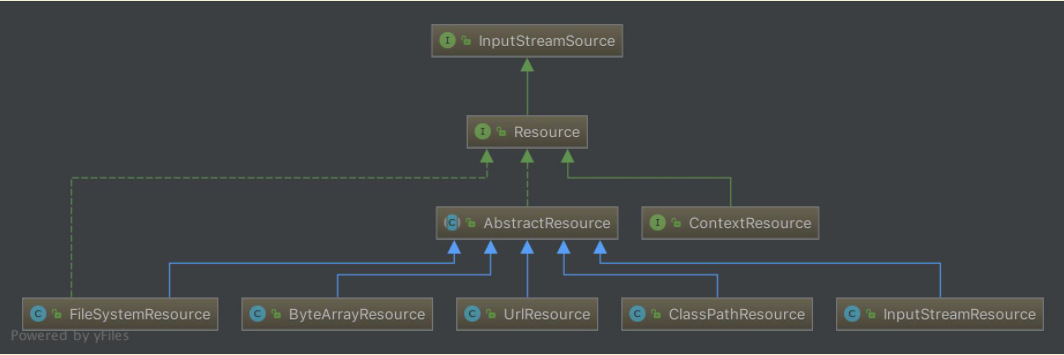 I InputStreamSource
I Resource
C AbstractResource
I ContextResource
C FileSystemResource
C ByteArrayResource
C UrlResource
C ClassPathResource
C InputStreamResource
Powered by yFiles